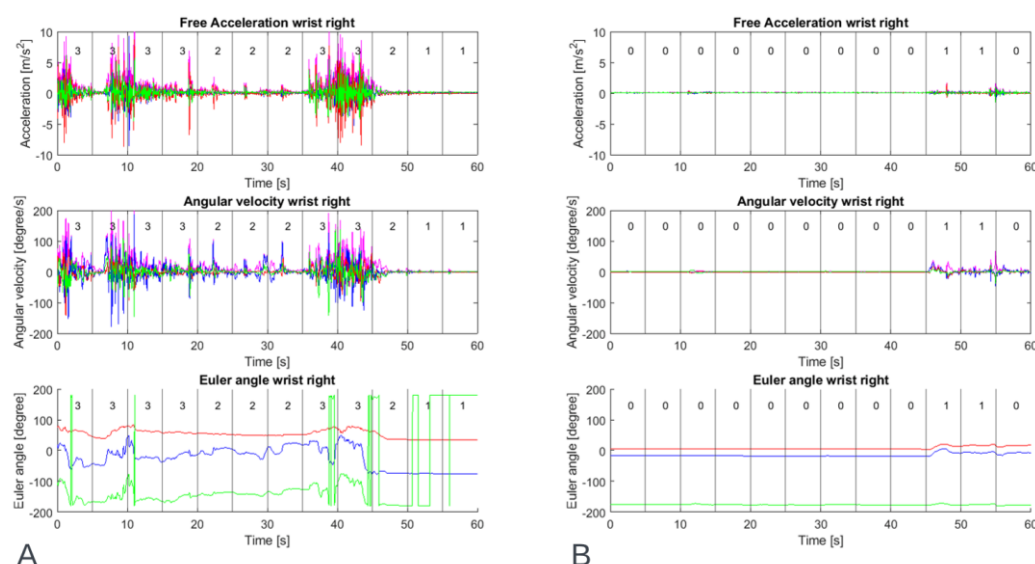 Free Acceleration wrist right
Acceleration [m/s²]
10
5
0
-5
-10
3 3 3 3 2 2 2 3 3 2 1 1
0 10 20 30 40 50 60
Time [s]
Angular velocity wrist right
Angular velocity [degree/s]
200
100
0
-100
-200
3 3 3 3 2 2 2 3 3 2 1 1
0 10 20 30 40 50 60
Time [s]
Euler angle wrist right
Euler angle [degree]
200
100
0
-100
-200
3 3 3 3 2 2 2 3 3 2 1 1
0 10 20 30 40 50 60
Time [s]
A
Free Acceleration wrist right
Acceleration [m/s²]
10
5
0
-5
-10
0 0 0 0 0 0 0 0 0 1 1 0
0 10 20 30 40 50 60
Time [s]
Angular velocity wrist right
Angular velocity [degree/s]
200
100
0
-100
-200
0 0 0 0 0 0 0 0 0 1 1 0
0 10 20 30 40 50 60
Time [s]
Euler angle wrist right
Euler angle [degree]
200
100
0
-100
-200
0 0 0 0 0 0 0 0 0 1 1 0
0 10 20 30 40 50 60
Time [s]
B